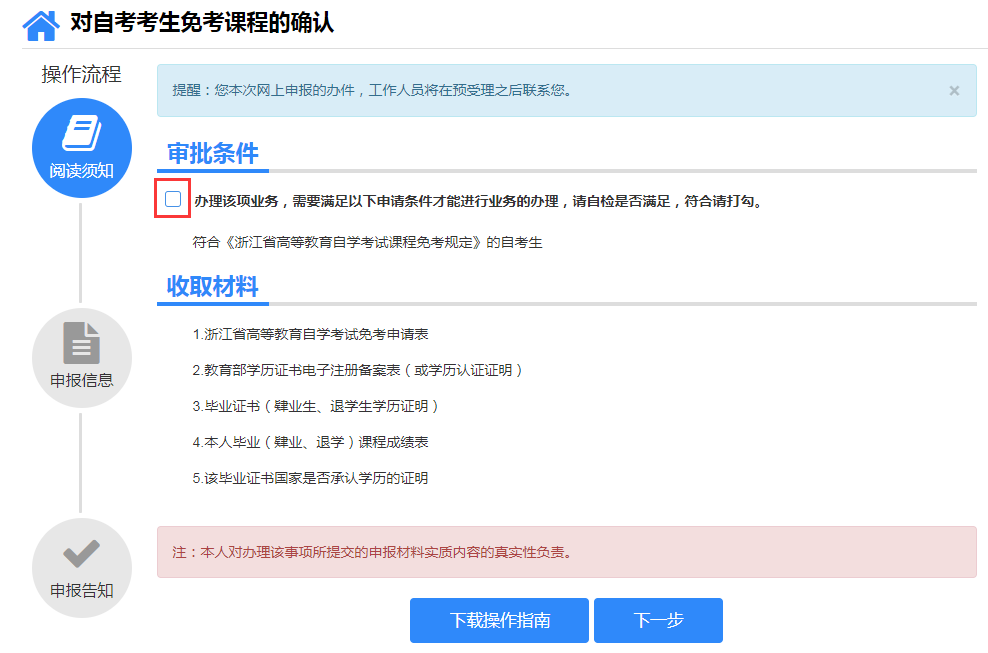 对自考考生免考课程的确认
操作流程
提醒：您本次网上申报的办件，工作人员将在预受理之后联系您。
×
阅读须知
审批条件
办理该项业务，需要满足以下申请条件才能进行业务的办理，请自检是否满足，符合请打勾。
符合《浙江省高等教育自学考试课程免考规定》的自考生
收取材料
1.浙江省高等教育自学考试免考申请表
2.教育部学历证书电子注册备案表（或学历认证证明）
申报信息
3.毕业证书（肄业生、退学生学历证明）
4.本人毕业（肄业、退学）课程成绩表
5.该毕业证书国家是否承认学历的证明
注：本人对办理该事项所提交的申报材料实质内容的真实性负责。
申报告知
下载操作指南
下一步